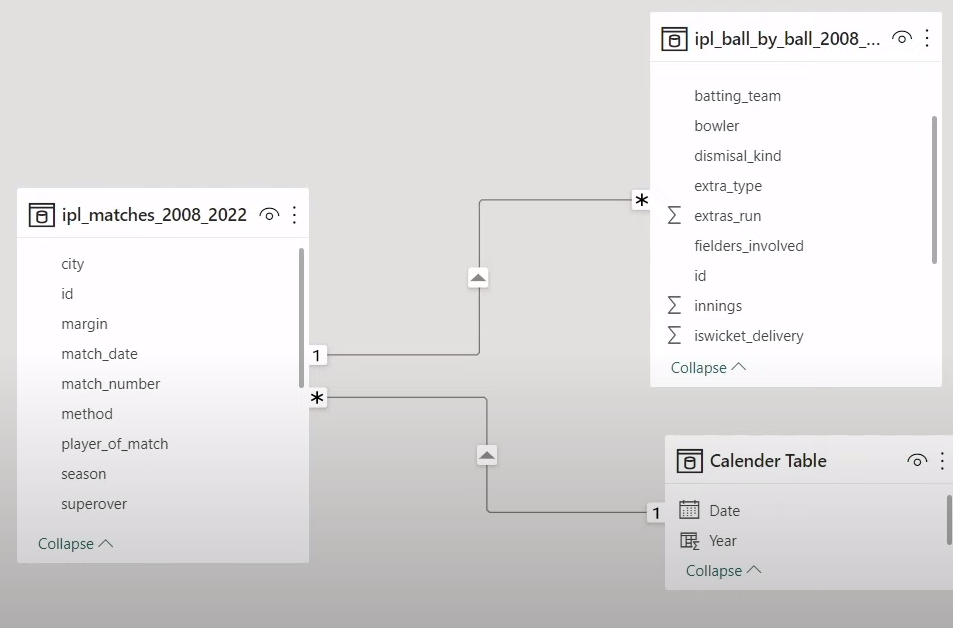 ipl_matches_2008_2022
city
id
margin
match_date
match_number
method
player_of_match
season
superover
Collapse
1
*
ipl_ball_by_ball_2008_...
batting_team
bowler
dismisal_kind
extra_type
extras_run
fielders_involved
id
innings
iswicket_delivery
Collapse
*
Calender Table
Date
Year
Collapse
1